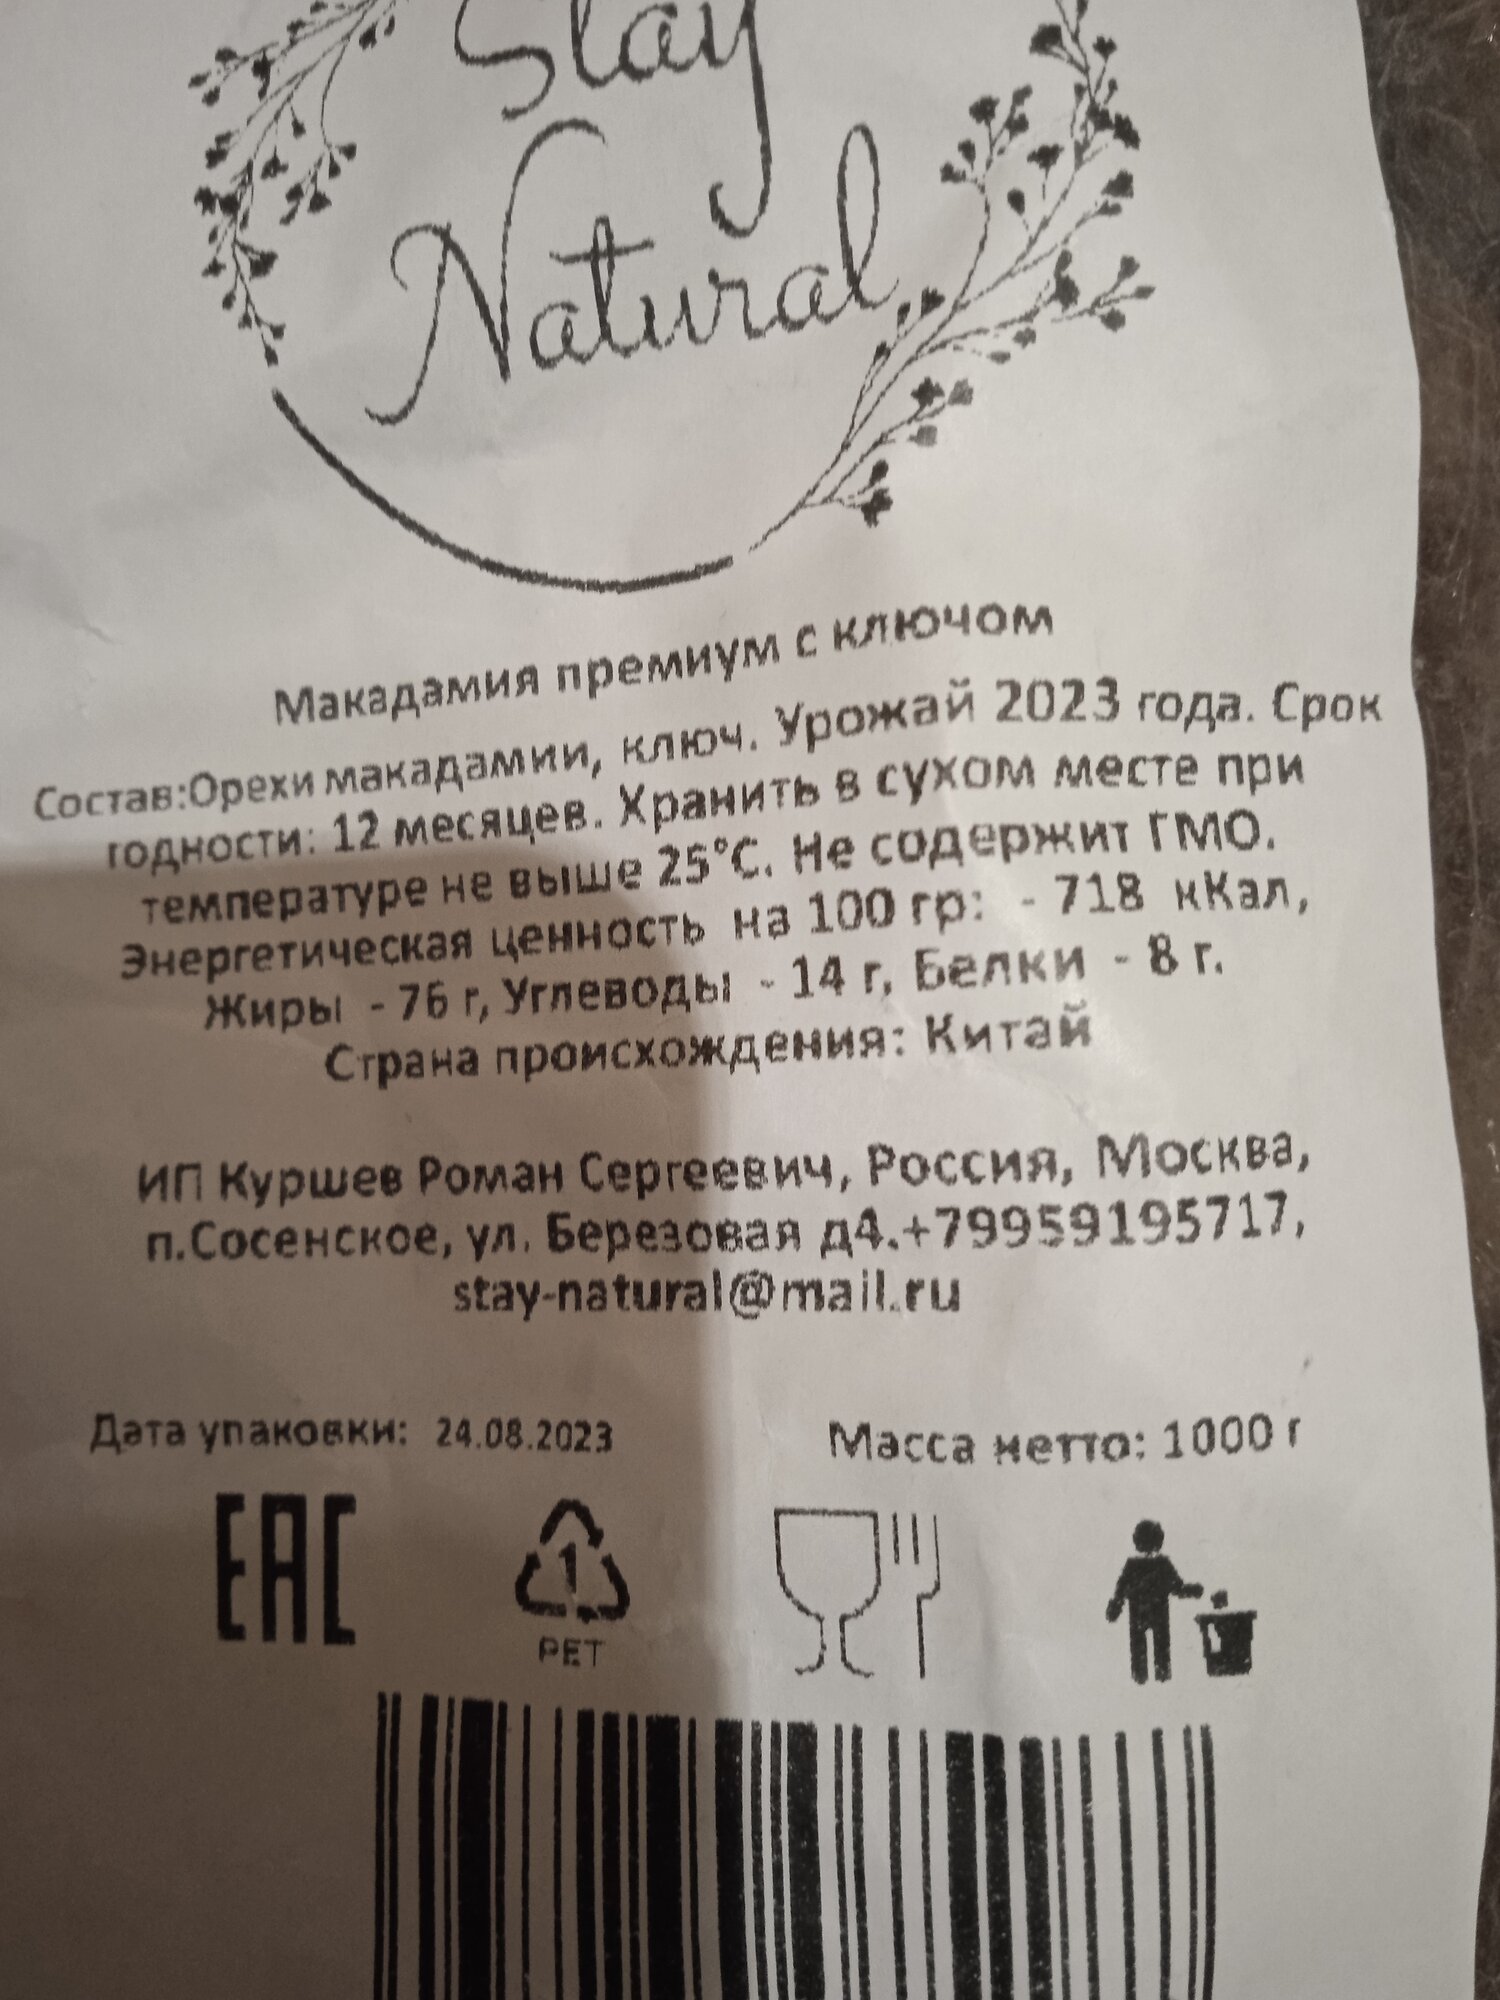 Stay
Natural
Макадамия премиум с ключом
Состав:Орехи макадамии, ключ. Урожай 2023 года. Срок
годности: 12 месяцев. Хранить в сухом месте при
температуре не выше 25°С. Не содержит ГМО.
Энергетическая ценность на 100 гр: - 718 кКал,
Жиры - 76 г, Углеводы - 14 г, Белки - 8 г.
Страна происхождения: Китай
ИП Куршев Роман Сергеевич, Россия, Москва,
п.Сосенское, ул. Березовая д4.+79959195717,
stay-natural@mail.ru
Дата упаковки: 24.08.2023 Масса нетто: 1000 г
EAC 1
PET